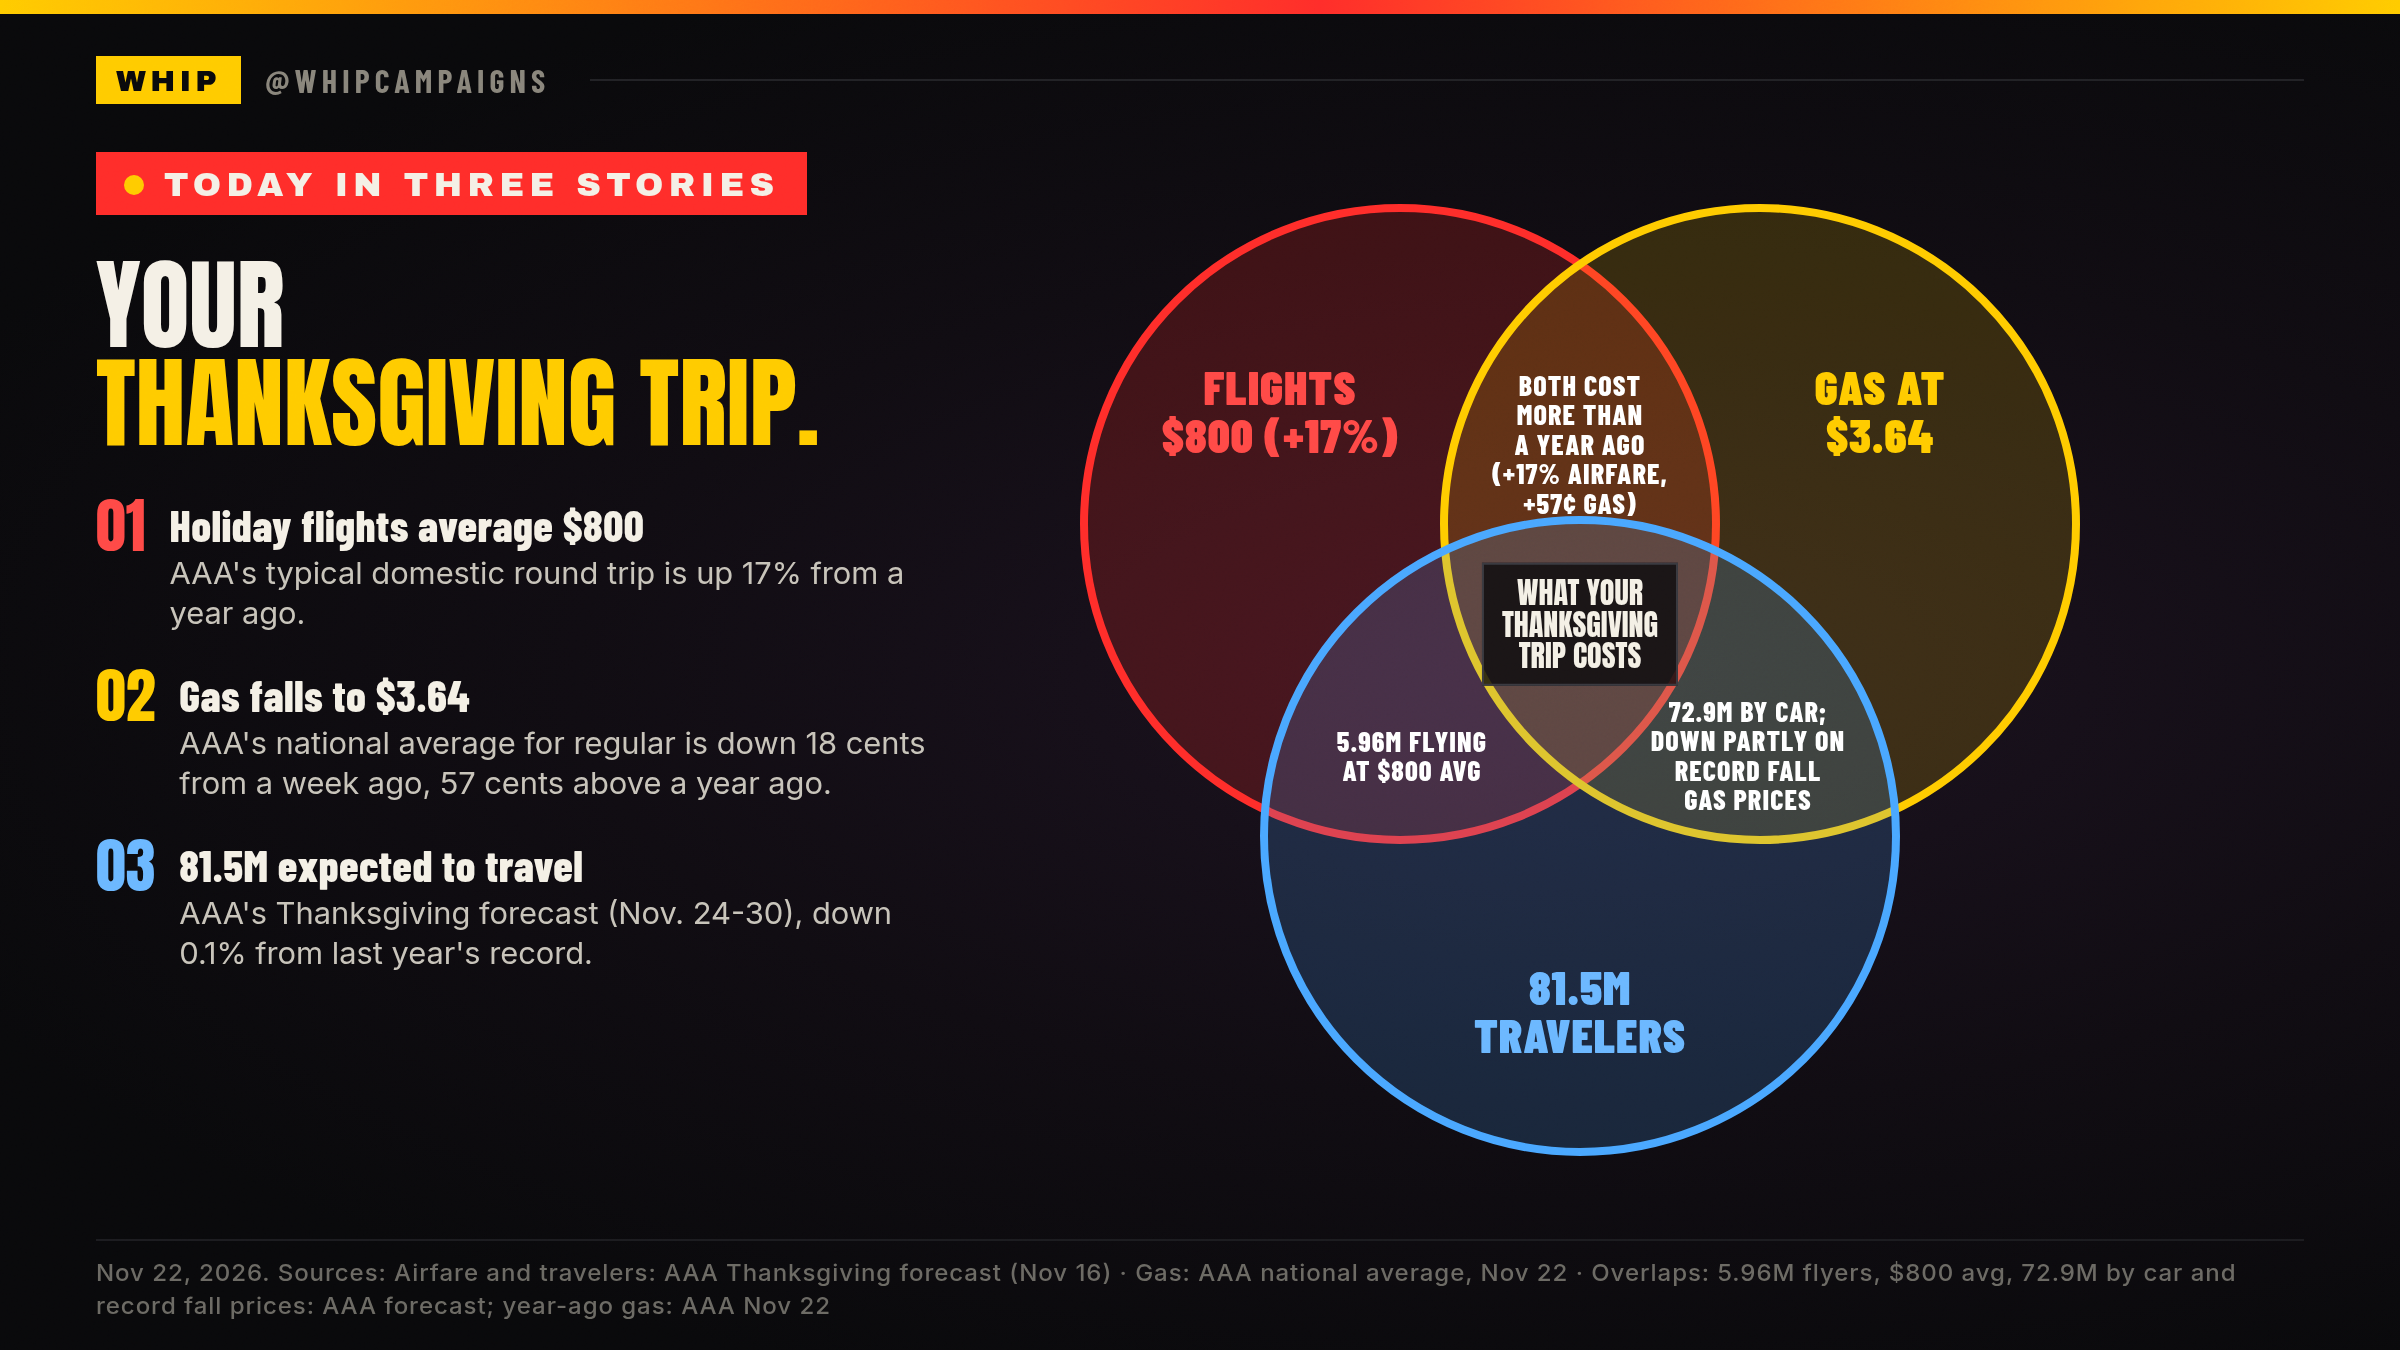 WHIP @WHIPCAMPAIGNS
TODAY IN THREE STORIES
YOUR
THANKSGIVING TRIP.
01 Holiday flights average $800
AAA's typical domestic round trip is up 17% from a
year ago.
02 Gas falls to $3.64
AAA's national average for regular is down 18 cents
from a week ago, 57 cents above a year ago.
03 81.5M expected to travel
AAA's Thanksgiving forecast (Nov. 24-30), down
0.1% from last year's record.
FLIGHTS
$800 (+17%)
BOTH COST
MORE THAN
A YEAR AGO
(+17% AIRFARE,
+57¢ GAS)
GAS AT
$3.64
WHAT YOUR
THANKSGIVING
TRIP COSTS
5.96M FLYING
AT $800 AVG
72.9M BY CAR;
DOWN PARTLY ON
RECORD FALL
GAS PRICES
81.5M
TRAVELERS
Nov 22, 2026. Sources: Airfare and travelers: AAA Thanksgiving forecast (Nov 16) · Gas: AAA national average, Nov 22 · Overlaps: 5.96M flyers, $800 avg, 72.9M by car and
record fall prices: AAA forecast; year-ago gas: AAA Nov 22